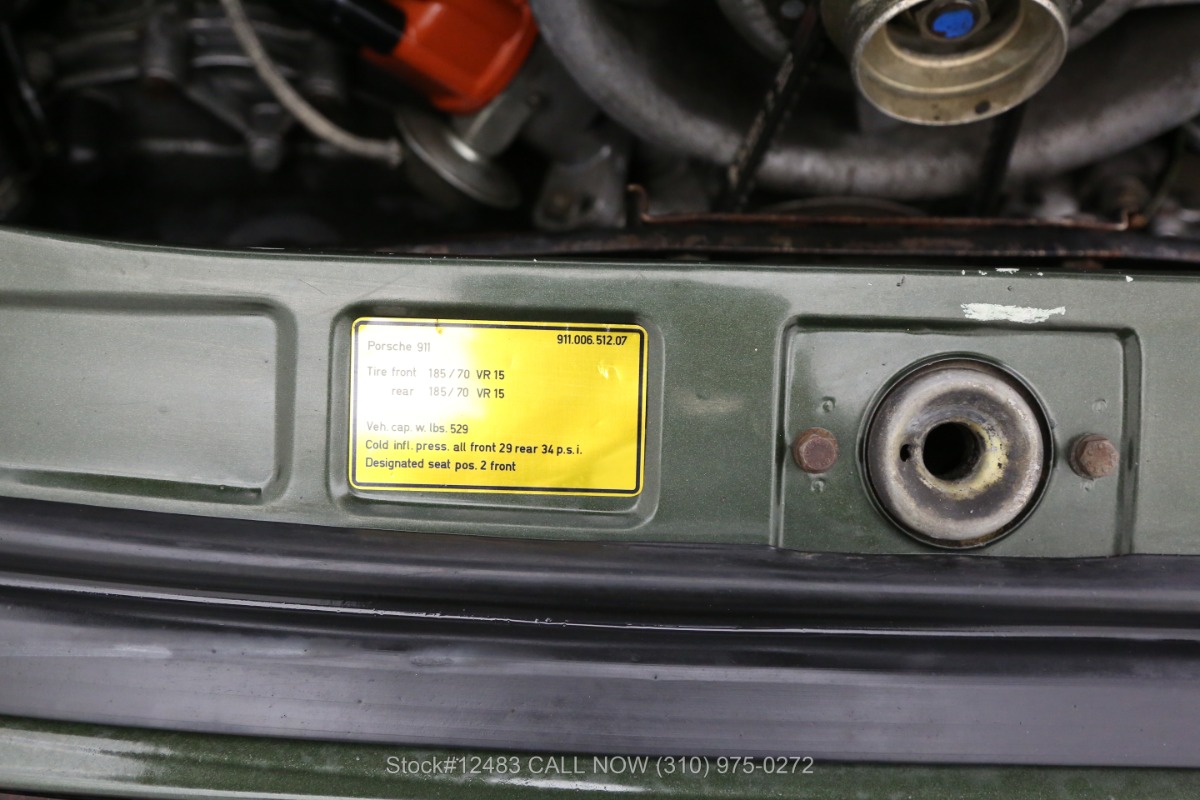 Porsche 911 911.006.512.07
Tire front 185/70 VR 15
rear 185/70 VR 15
Veh. cap. w. lbs. 529
Cold infl. press. all front 29 rear 34 p.s.i.
Designated seat pos. 2 front
Stock#12483 CALL NOW (310) 975-0272